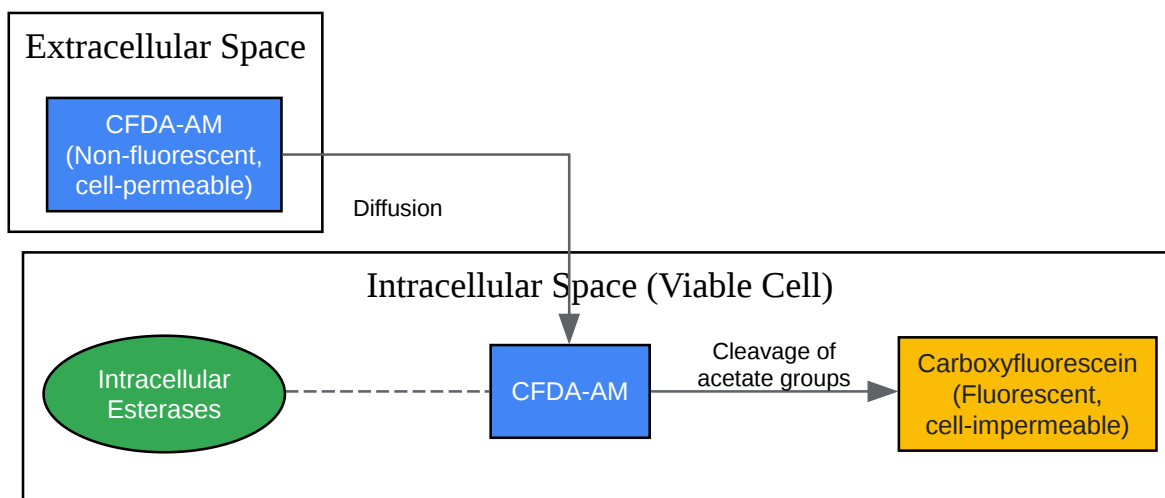 Extracellular Space
CFDA-AM
(Non-fluorescent,
cell-permeable)
Diffusion
Intracellular Space (Viable Cell)
Intracellular
Esterases
CFDA-AM
Cleavage of
acetate groups
Carboxyfluorescein
(Fluorescent,
cell-impermeable)